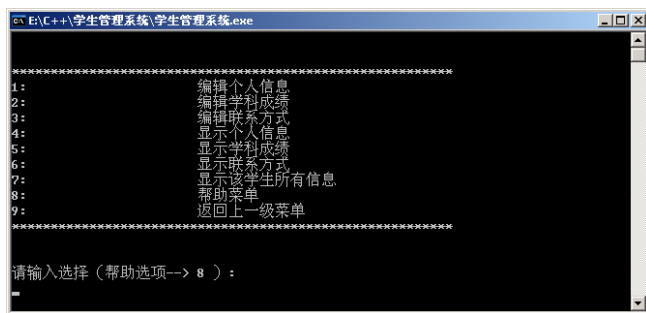 E:\C++\学生管理系统\学生管理系统.exe
*********************************************************
1: 编辑个人信息
2: 编辑学科成绩
3: 编辑联系方式
4: 显示个人信息
5: 显示学科成绩
6: 显示联系方式
7: 显示该学生所有信息
8: 帮助菜单
9: 返回上一级菜单
*********************************************************
请输入选择（帮助选项--> 8 ）: